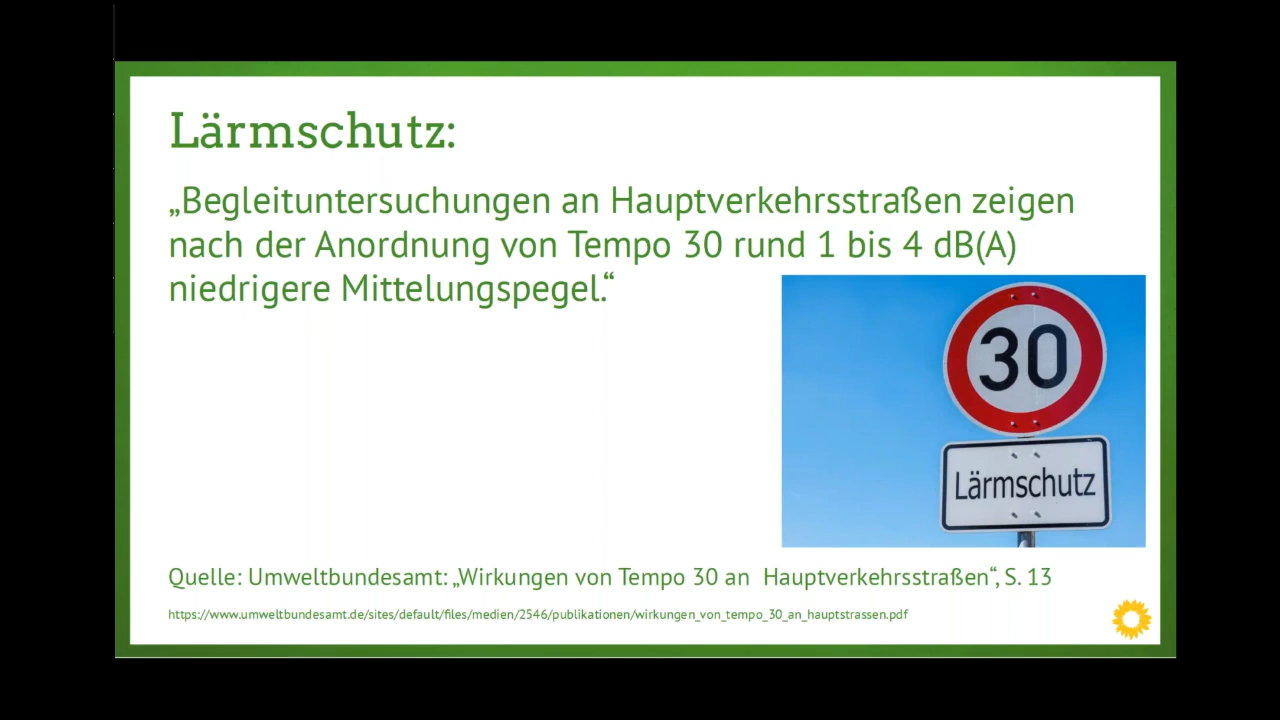 Lärmschutz:
„Begleituntersuchungen an Hauptverkehrsstraßen zeigen
nach der Anordnung von Tempo 30 rund 1 bis 4 dB(A)
niedrigere Mittelungspegel.“
30
Lärmschutz
Quelle: Umweltbundesamt: „Wirkungen von Tempo 30 an  Hauptverkehrsstraßen“, S. 13
https://www.umweltbundesamt.de/sites/default/files/medien/2546/publikationen/wirkungen_von_tempo_30_an_hauptstrassen.pdf